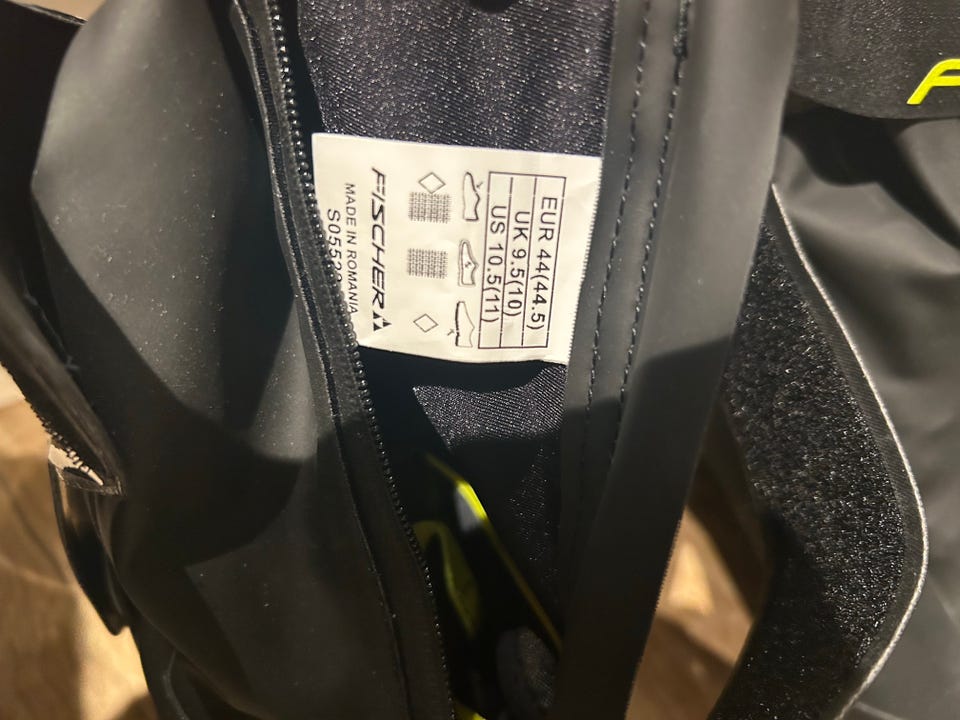 EUR 44(44.5)
UK 9.5(10)
US 10.5(11)
FISCHER
MADE IN ROMANIA